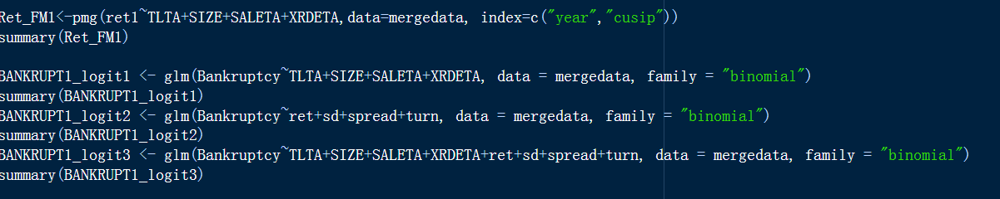 Ret_FM1<-pmg(ret1~TLTA+SIZE+SALETA+XRDETA,data=mergedata, index=c("year","cusip"))
summary(Ret_FM1)
BANKRUPT1_logit1 <- glm(Bankruptcy~TLTA+SIZE+SALETA+XRDETA, data = mergedata, family = "binomial")
summary(BANKRUPT1_logit1)
BANKRUPT1_logit2 <- glm(Bankruptcy~ret+sd+spread+turn, data = mergedata, family = "binomial")
summary(BANKRUPT1_logit2)
BANKRUPT1_logit3 <- glm(Bankruptcy~TLTA+SIZE+SALETA+XRDETA+ret+sd+spread+turn, data = mergedata, family = "binomial")
summary(BANKRUPT1_logit3)